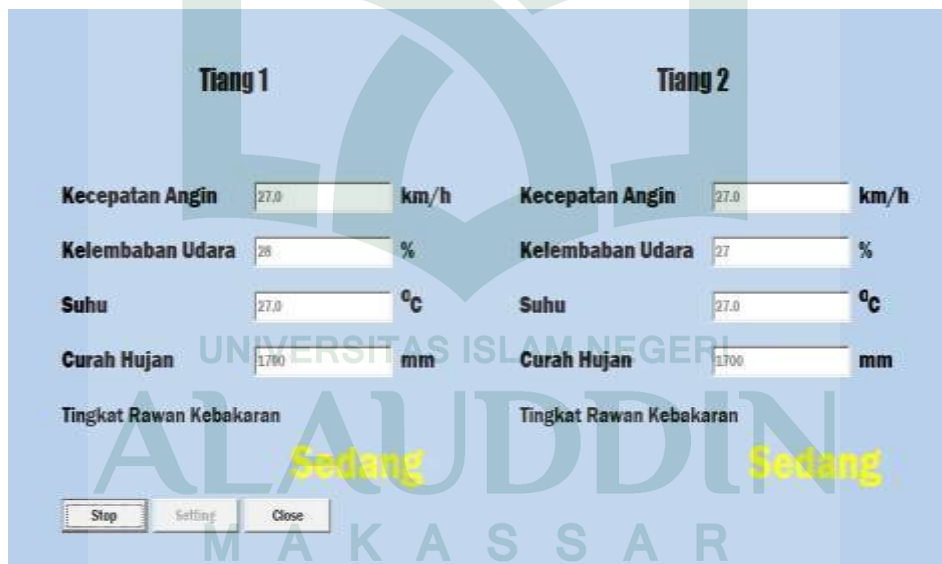 Tiang 1 Tiang 2
Kecepatan Angin 27.0 km/h Kecepatan Angin 27.0 km/h
Kelembaban Udara 28 % Kelembaban Udara 27 %
Suhu 27.0 °C Suhu 27.0 °C
Curah Hujan 1700 mm Curah Hujan 1700 mm
UNIVERSITAS ISLAM NEGERI
Tingkat Rawan Kebakaran Tingkat Rawan Kebakaran
ALAUDDIN
Sedang Sedang
Stop Setting Close
MAKASSAR